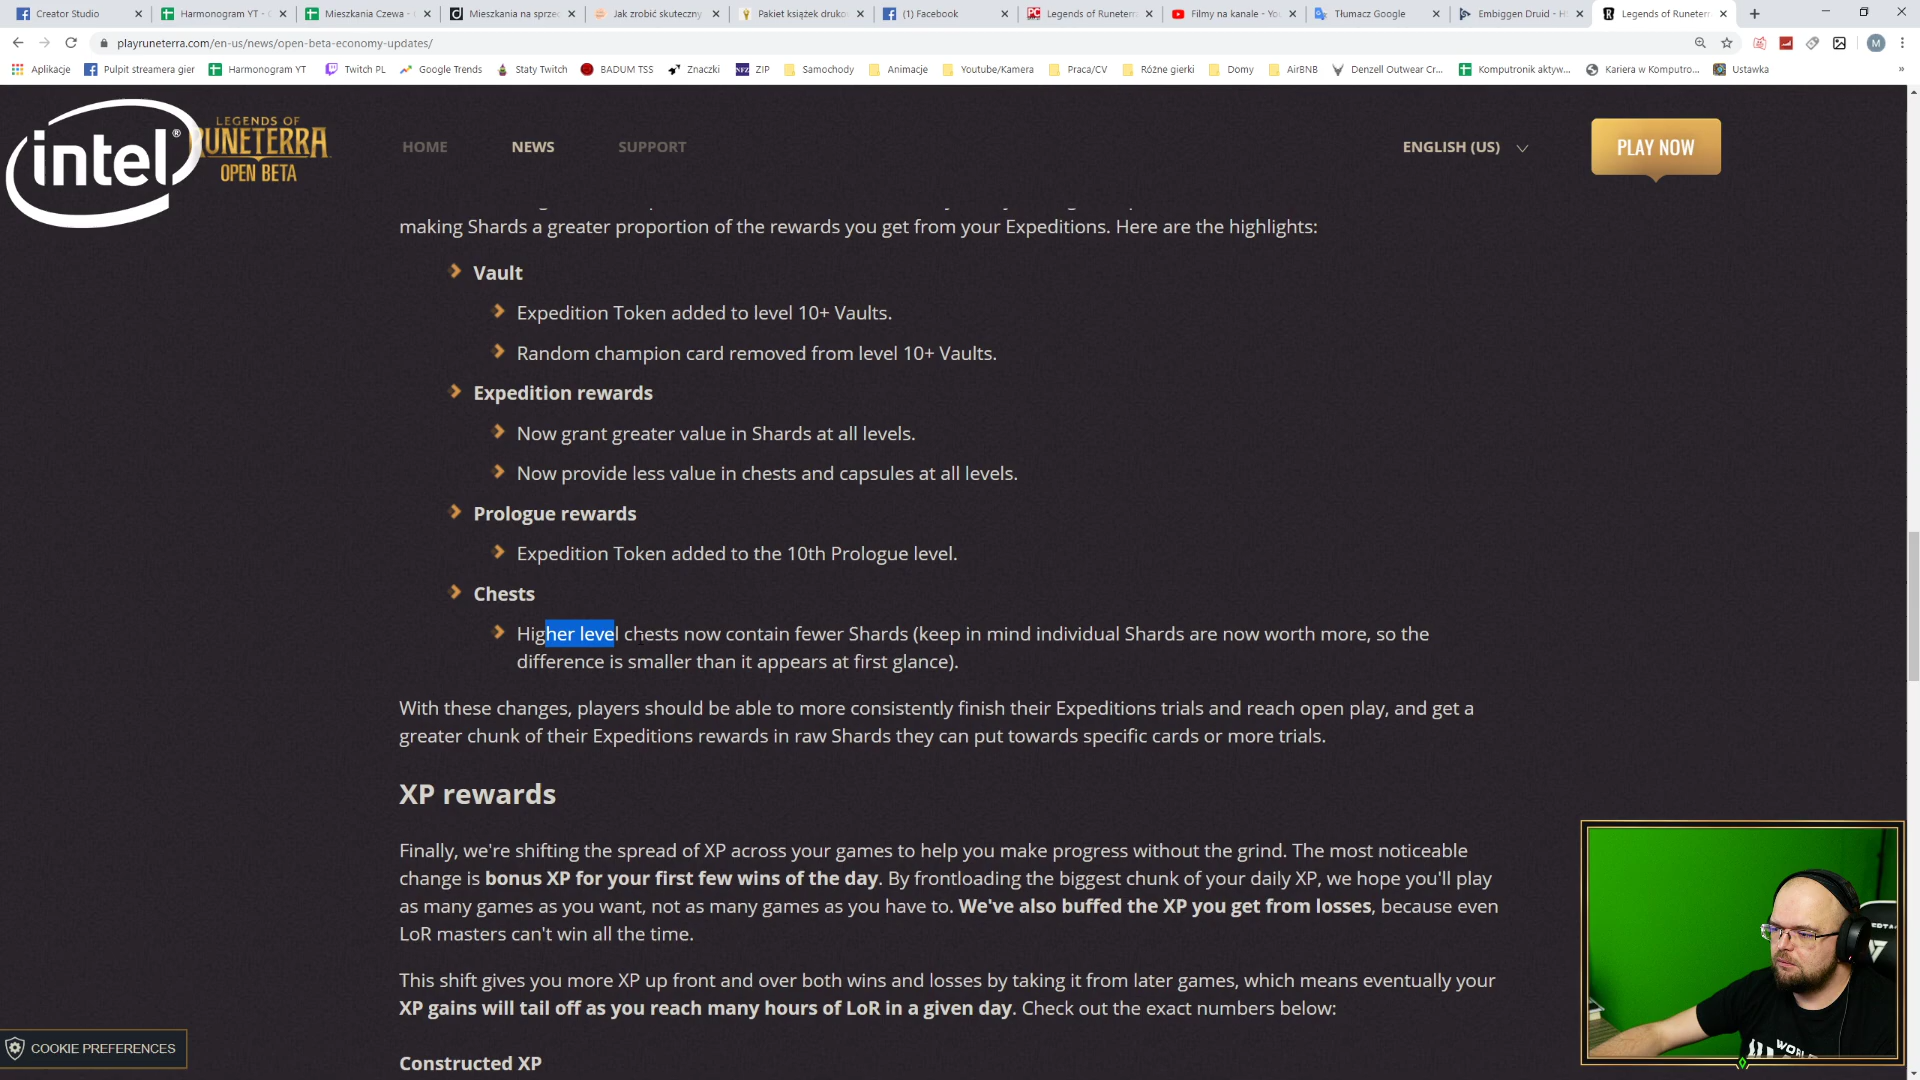 Creator Studio
Harmonogram YT - C
Mieszkania Czewa - C
Mieszkania na sprze
Jak zrobić skuteczny
Pakiet książek druko
(1) Facebook
Legends of Runeterr
Filmy na kanale - Yo
Tłumacz Google
Embiggen Druid - H
Legends of Runeter
playruneterra.com/en-us/news/open-beta-economy-updates/
M
Aplikacje
Pulpit streamera gier
Harmonogram YT
Twitch PL
Google Trends
Staty Twitch
BADUM TSS
Znaczki
ZIP
Samochody
Animacje
Youtube/Kamera
Praca/CV
Różne gierki
Domy
AirBNB
Denzell Outwear Cr...
Komputronik aktyw...
Kariera w Komputro...
Ustawka
intel®
LEGENDS OF
RUNETERRA
OPEN BETA
HOME
NEWS
SUPPORT
ENGLISH (US)
PLAY NOW
making Shards a greater proportion of the rewards you get from your Expeditions. Here are the highlights:
Vault
Expedition Token added to level 10+ Vaults.
Random champion card removed from level 10+ Vaults.
Expedition rewards
Now grant greater value in Shards at all levels.
Now provide less value in chests and capsules at all levels.
Prologue rewards
Expedition Token added to the 10th Prologue level.
Chests
Higher level chests now contain fewer Shards (keep in mind individual Shards are now worth more, so the
difference is smaller than it appears at first glance).
With these changes, players should be able to more consistently finish their Expeditions trials and reach open play, and get a
greater chunk of their Expeditions rewards in raw Shards they can put towards specific cards or more trials.
XP rewards
Finally, we're shifting the spread of XP across your games to help you make progress without the grind. The most noticeable
change is bonus XP for your first few wins of the day. By frontloading the biggest chunk of your daily XP, we hope you'll play
as many games as you want, not as many games as you have to. We've also buffed the XP you get from losses, because even
LoR masters can't win all the time.
This shift gives you more XP up front and over both wins and losses by taking it from later games, which means eventually your
XP gains will tail off as you reach many hours of LoR in a given day. Check out the exact numbers below:
Constructed XP
COOKIE PREFERENCES